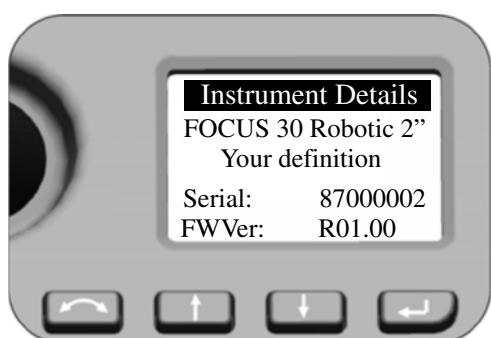 Instrument Details
FOCUS 30 Robotic 2”
Your definition
Serial: 87000002
FWVer: R01.00